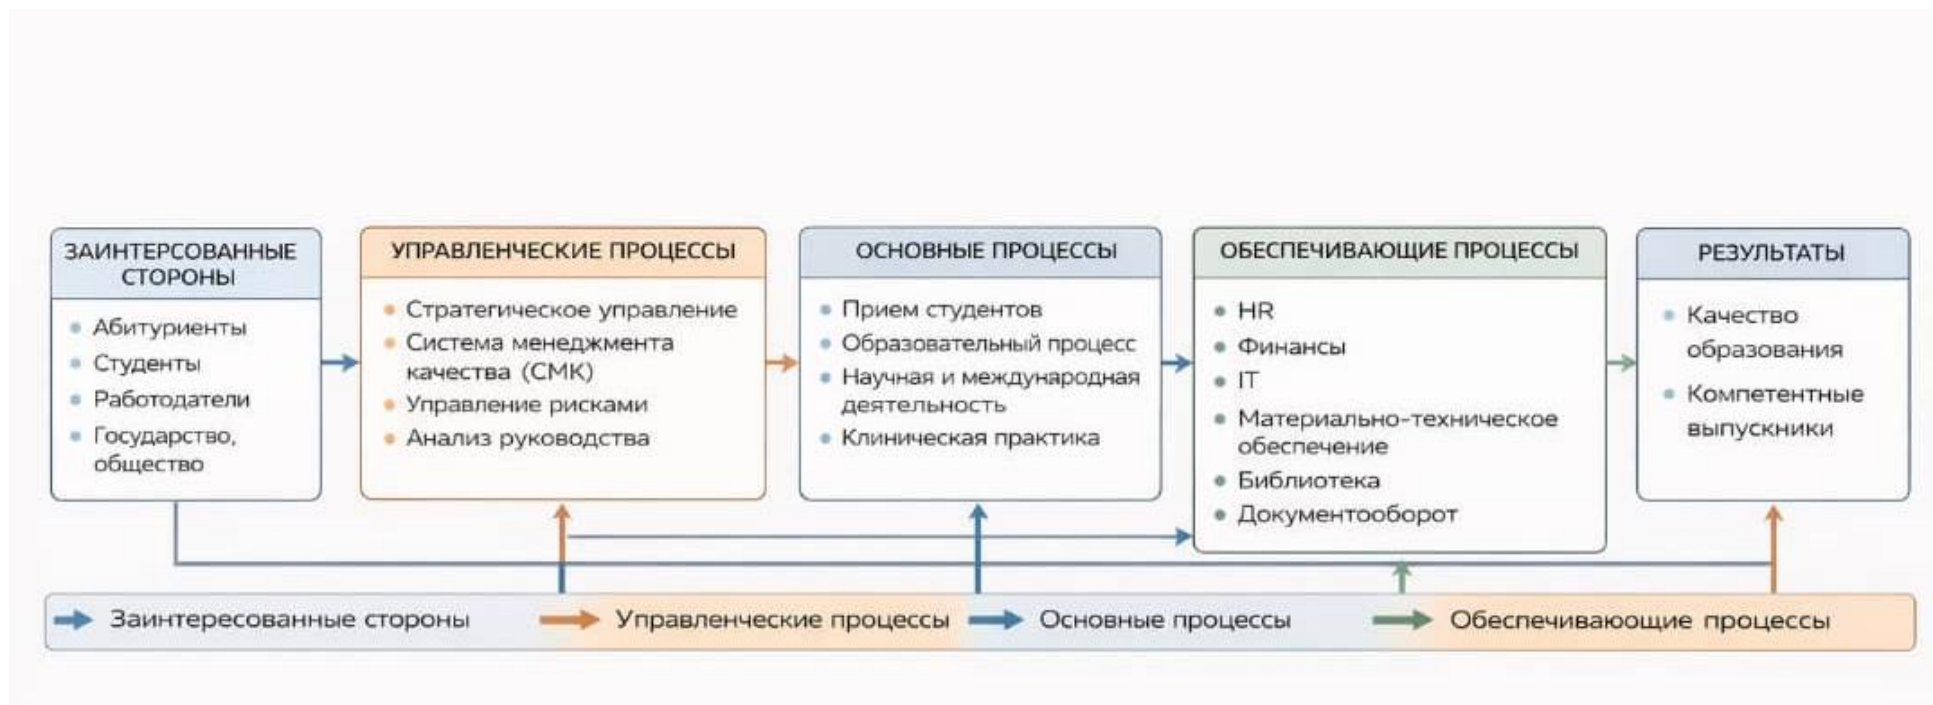 ЗАИНТЕРСОВАННЫЕ
СТОРОНЫ
Абитуриенты
Студенты
Работодатели
Государство,
общество
УПРАВЛЕНЧЕСКИЕ ПРОЦЕССЫ
Стратегическое управление
Система менеджмента
качества (СМК)
Управление рисками
Анализ руководства
ОСНОВНЫЕ ПРОЦЕССЫ
Прием студентов
Образовательный процесс
Научная и международная
деятельность
Клиническая практика
ОБЕСПЕЧИВАЮЩИЕ ПРОЦЕССЫ
HR
Финансы
IT
Материально-техническое
обеспечение
Библиотека
Документооборот
РЕЗУЛЬТАТЫ
Качество
образования
Компетентные
выпускники
Заинтересованные стороны
Управленческие процессы
Основные процессы
Обеспечивающие процессы